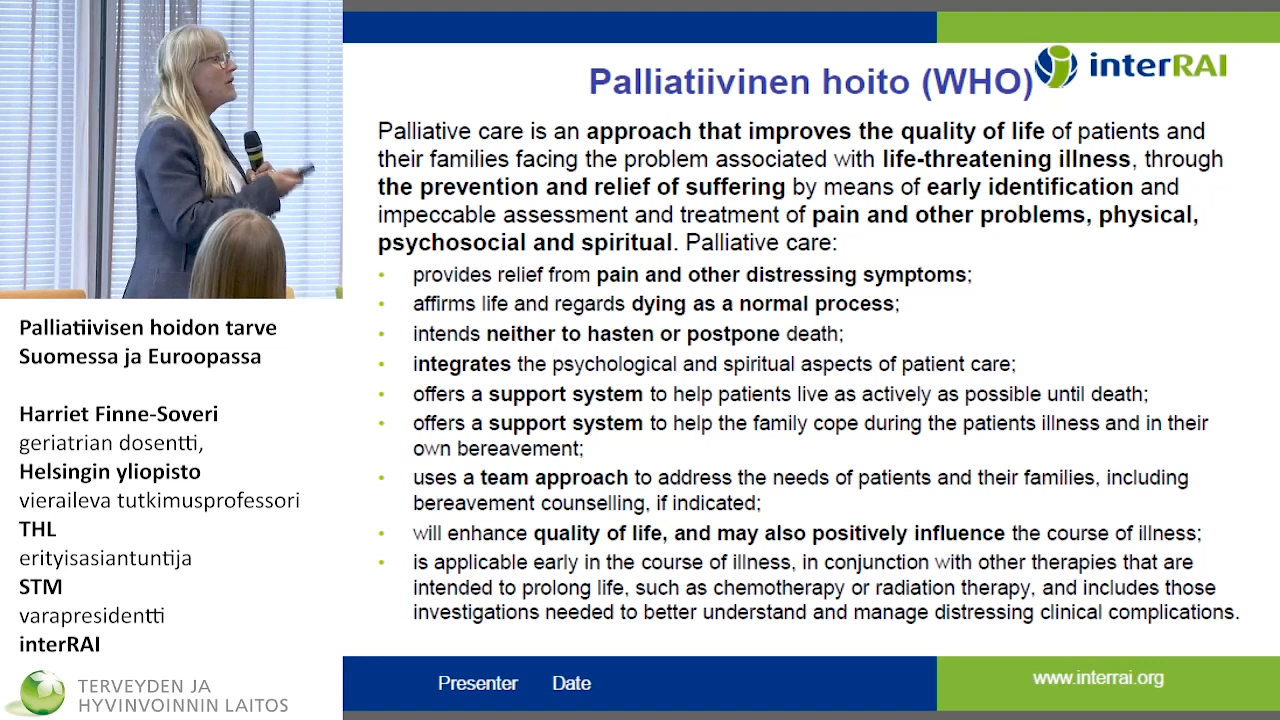 Palliatiivisen hoidon tarve
Suomessa ja Euroopassa
Harriet Finne-Soveri
geriatrian dosentti,
Helsingin yliopisto
vieraileva tutkimusprofessori
THL
erityisasiantuntija
STM
varapresidentti
interRAI
TERVEYDEN JA
HYVINVOINNIN LAITOS
Palliatiivinen hoito (WHO)
interRAI
Palliative care is an approach that improves the quality of life of patients and
their families facing the problem associated with life-threatening illness, through
the prevention and relief of suffering by means of early identification and
impeccable assessment and treatment of pain and other problems, physical,
psychosocial and spiritual. Palliative care:
• provides relief from pain and other distressing symptoms;
• affirms life and regards dying as a normal process;
• intends neither to hasten or postpone death;
• integrates the psychological and spiritual aspects of patient care;
• offers a support system to help patients live as actively as possible until death;
• offers a support system to help the family cope during the patients illness and in their
own bereavement;
• uses a team approach to address the needs of patients and their families, including
bereavement counselling, if indicated;
• will enhance quality of life, and may also positively influence the course of illness;
• is applicable early in the course of illness, in conjunction with other therapies that are
intended to prolong life, such as chemotherapy or radiation therapy, and includes those
investigations needed to better understand and manage distressing clinical complications.
Presenter Date
www.interrai.org